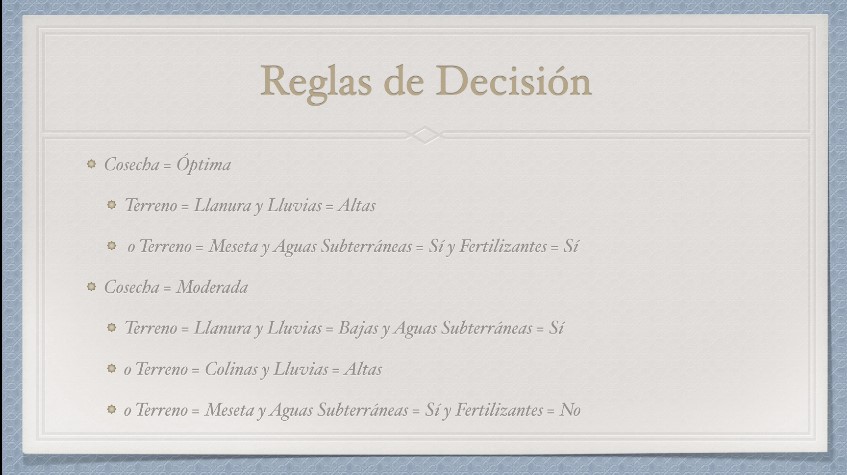 Reglas de Decisión
Cosecha = Óptima
Terreno = Llanura y Lluvias = Altas
o Terreno = Meseta y Aguas Subterráneas = Sí y Fertilizantes = Sí
Cosecha = Moderada
Terreno = Llanura y Lluvias = Bajas y Aguas Subterráneas = Sí
o Terreno = Colinas y Lluvias = Altas
o Terreno = Meseta y Aguas Subterráneas = Sí y Fertilizantes = No